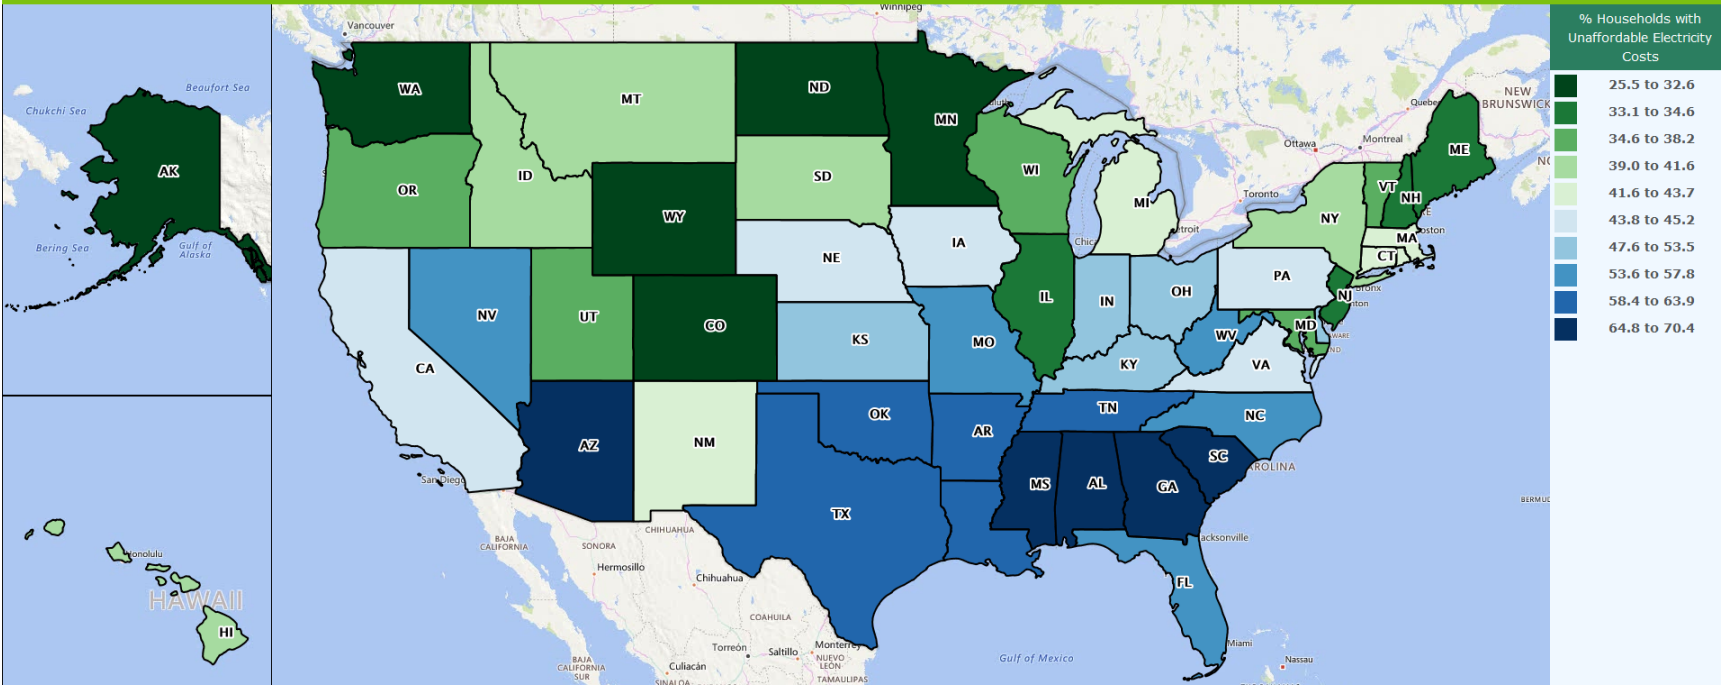 Winnipeg
Vancouver
% Households with
Unaffordable Electricity
Costs
25.5 to 32.6
33.1 to 34.6
34.6 to 38.2
39.0 to 41.6
41.6 to 43.7
43.8 to 45.2
47.6 to 53.5
53.6 to 57.8
58.4 to 63.9
64.8 to 70.4
Beaufort Sea
Chukchi Sea
AK
Bering Sea
Gulf of
Alaska
WA
MT
ND
MN
NEW
BRUNSWICK
Quebec
Montreal
Ottawa
ME
OR
ID
SD
WI
MI
Toronto
VT
NH
NY
WY
MA
CT
IA
NE
PA
Bronx
NJ
NV
UT
CO
IL
IN
OH
MD
WV
KS
MO
KY
VA
CA
AZ
NM
OK
AR
TN
NC
SC
AROLINA
MS
AL
GA
TX
San Diego
BAJA
CALIFORNIA
SONORA
CHIHUAHUA
Hermosillo
Chihuahua
BERMUD
acksonville
FL
Honolulu
HAWAII
HI
COAHUILA
Torreón
Saltillo
Monterrey
NUEVO
LEÓN
TAMAULIPAS
BAJA
CALIFORNIA
SUR
Culiacán
SINALOA
Gulf of Mexico
Miami
Nassau